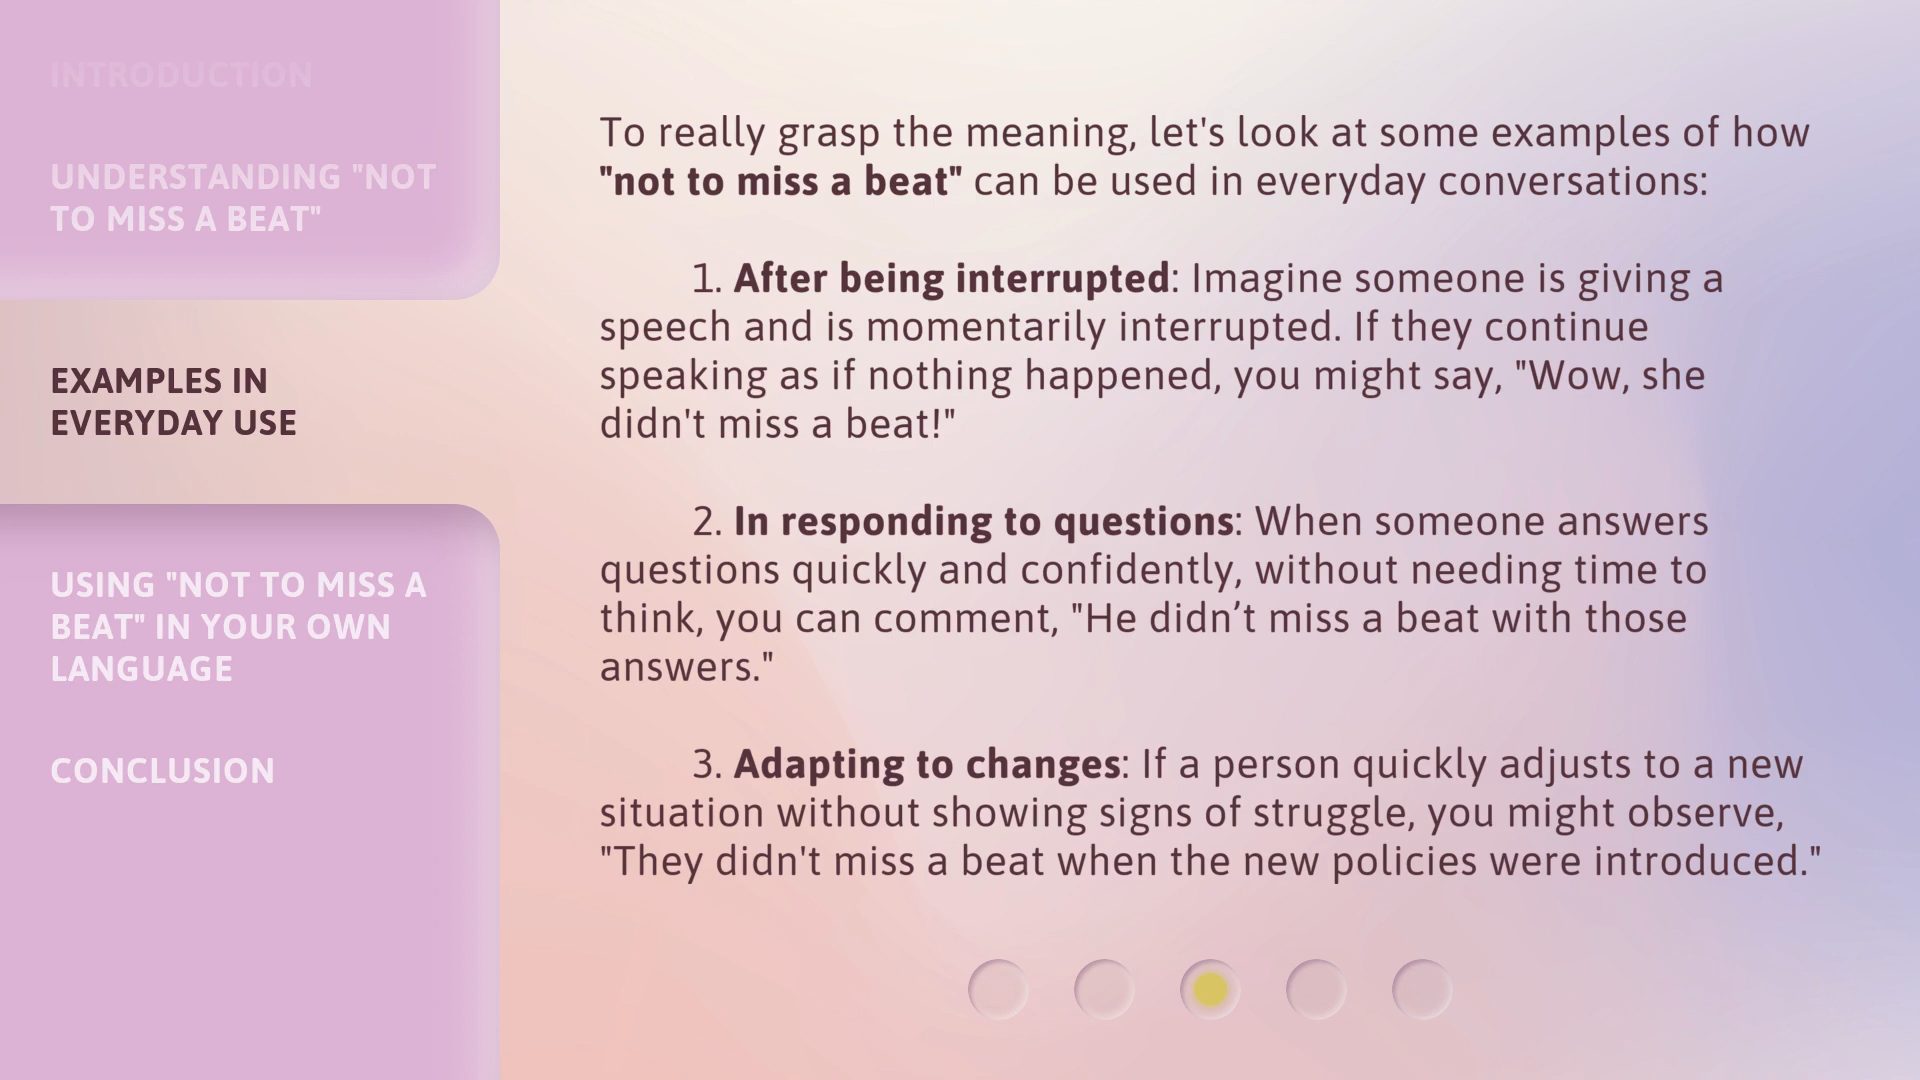 INTRODUCTION
UNDERSTANDING "NOT
TO MISS A BEAT"
EXAMPLES IN
EVERYDAY USE
USING "NOT TO MISS A
BEAT" IN YOUR OWN
LANGUAGE
CONCLUSION
To really grasp the meaning, let's look at some examples of how
"not to miss a beat" can be used in everyday conversations:
1. After being interrupted: Imagine someone is giving a
speech and is momentarily interrupted. If they continue
speaking as if nothing happened, you might say, "Wow, she
didn't miss a beat!"
2. In responding to questions: When someone answers
questions quickly and confidently, without needing time to
think, you can comment, "He didn’t miss a beat with those
answers."
3. Adapting to changes: If a person quickly adjusts to a new
situation without showing signs of struggle, you might observe,
"They didn't miss a beat when the new policies were introduced."